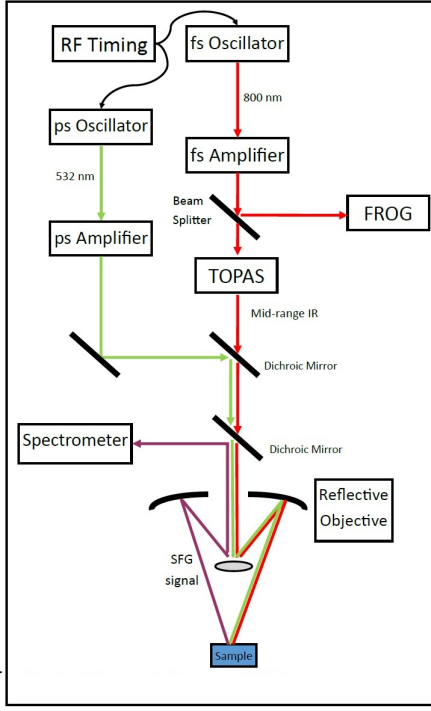 RF Timing
fs Oscillator
800 nm
ps Oscillator
532 nm
fs Amplifier
Beam
Splitter
FROG
ps Amplifier
TOPAS
Mid-range IR
Dichroic Mirror
Spectrometer
Dichroic Mirror
Reflective
Objective
SFG
signal
Sample